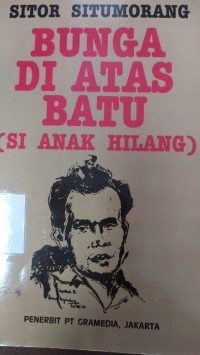 SITOR SITUMORANG
BUNGA
DI ATAS
BATU
(SI ANAK HILANG)
PENERBIT PT GRAMEDIA, JAKARTA